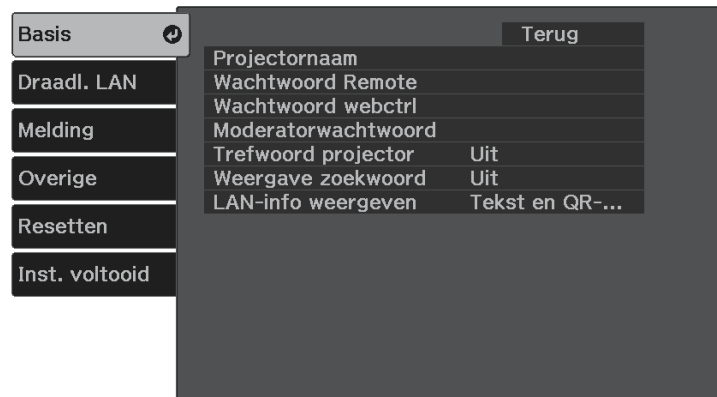 Basis
Draadl. LAN
Melding
Overige
Resetten
Inst. voltooid
Terug
Projectornaam
Wachtwoord Remote
Wachtwoord webctrl
Moderatorwachtwoord
Trefwoord projector Uit
Weergave zoekwoord Uit
LAN-info weergeven Tekst en QR-...